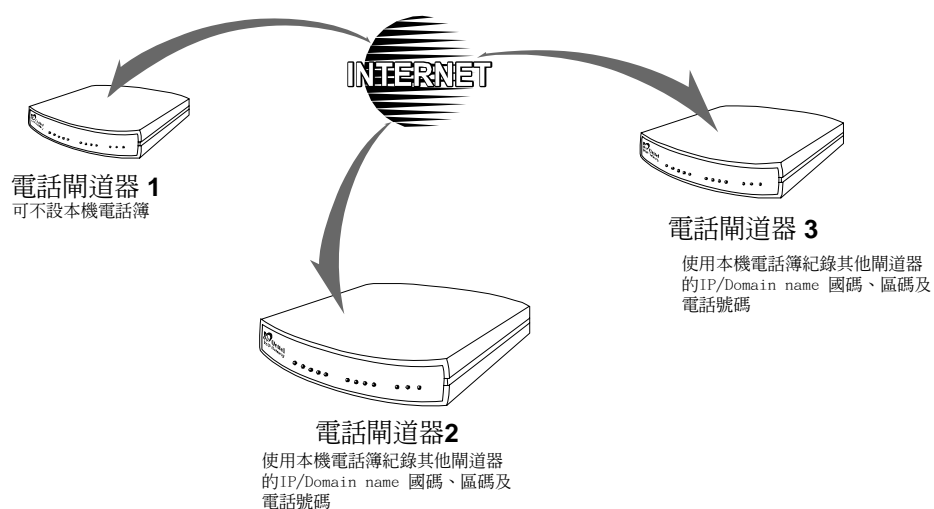 INTERNET
電話閘道器 1
可不設本機電話簿
電話閘道器 3
使用本機電話簿紀錄其他閘道器
的IP/Domain name 國碼、區碼及
電話號碼
電話閘道器2
使用本機電話簿紀錄其他閘道器
的IP/Domain name 國碼、區碼及
電話號碼